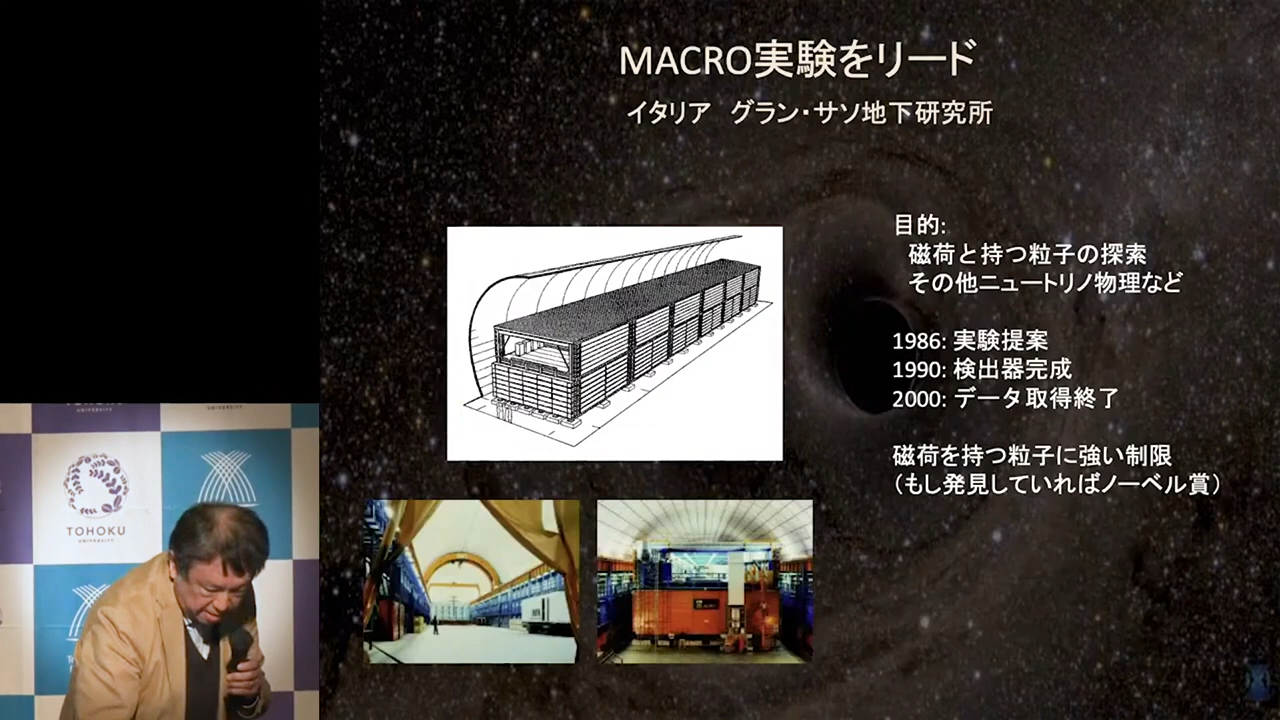 MACRO実験をリード
イタリア　グラン・サソ地下研究所
目的:
磁荷と持つ粒子の探索
その他ニュートリノ物理など
1986: 実験提案
1990: 検出器完成
2000: データ取得終了
磁荷を持つ粒子に強い制限
（もし発見していればノーベル賞）
UNIVERSITY
UNIVERSITY
TOHOKU
UNIVERSITY